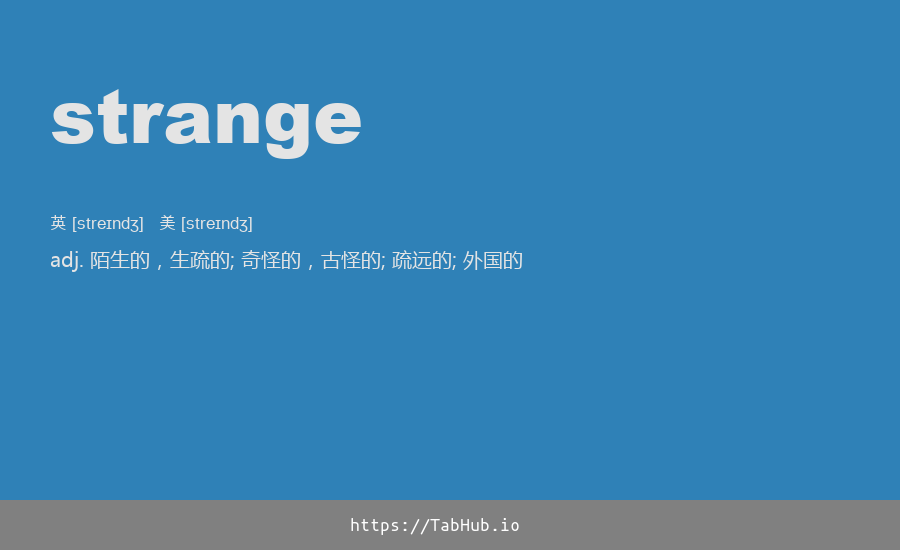 strange
英 [streɪndʒ] 美 [streɪndʒ]
adj. 陌生的，生疏的; 奇怪的，古怪的; 疏远的; 外国的
https://TabHub.io